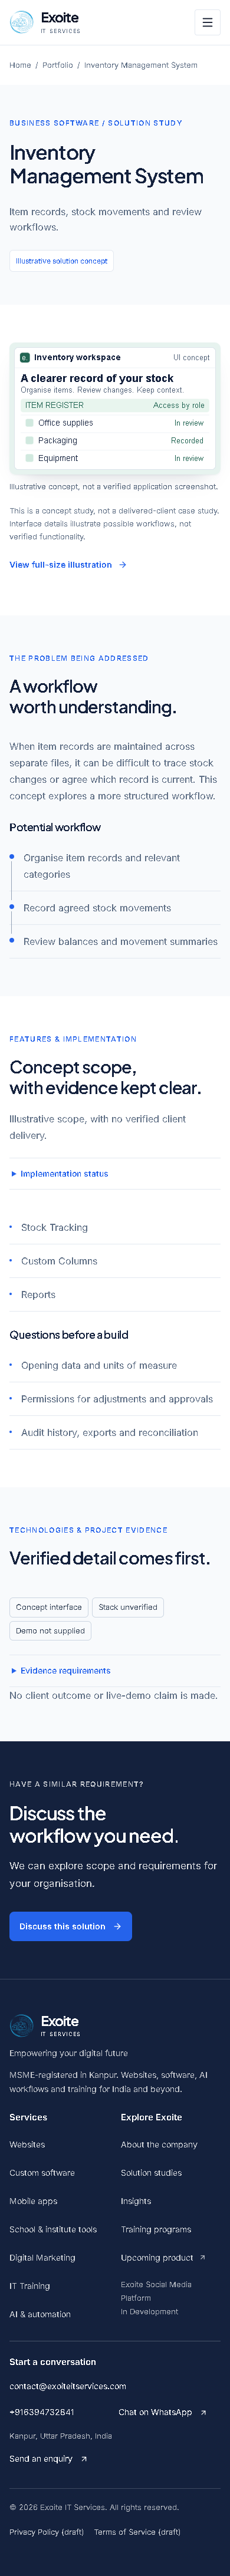 Exoite
IT SERVICES
Home / Portfolio / Inventory Management System
BUSINESS SOFTWARE / SOLUTION STUDY
Inventory
Management System
Item records, stock movements and review
workflows.
Illustrative solution concept
e. Inventory workspace UI concept
A clearer record of your stock
Organise items. Review changes. Keep context.
ITEM REGISTER Access by role
Office supplies In review
Packaging Recorded
Equipment In review
Illustrative concept, not a verified application screenshot.
This is a concept study, not a delivered-client case study.
Interface details illustrate possible workflows, not
verified functionality.
View full-size illustration →
THE PROBLEM BEING ADDRESSED
A workflow
worth understanding.
When item records are maintained across
separate files, it can be difficult to trace stock
changes or agree which record is current. This
concept explores a more structured workflow.
Potential workflow
Organise item records and relevant
categories
Record agreed stock movements
Review balances and movement summaries
FEATURES & IMPLEMENTATION
Concept scope,
with evidence kept clear.
Illustrative scope, with no verified client
delivery.
▶ Implementation status
• Stock Tracking
• Custom Columns
• Reports
Questions before a build
• Opening data and units of measure
• Permissions for adjustments and approvals
• Audit history, exports and reconciliation
TECHNOLOGIES & PROJECT EVIDENCE
Verified detail comes first.
Concept interface Stack unverified
Demo not supplied
▶ Evidence requirements
No client outcome or live-demo claim is made.
HAVE A SIMILAR REQUIREMENT?
Discuss the
workflow you need.
We can explore scope and requirements for
your organisation.
Discuss this solution →
Exoite
IT SERVICES
Empowering your digital future
MSME-registered in Kanpur. Websites, software, AI
workflows and training for India and beyond.
Services Explore Exoite
Websites About the company
Custom software Solution studies
Mobile apps Insights
School & institute tools Training programs
Digital Marketing Upcoming product ↗
IT Training Exoite Social Media
Platform
In Development
AI & automation
Start a conversation
contact@exoiteitservices.com
+916394732841 Chat on WhatsApp ↗
Kanpur, Uttar Pradesh, India
Send an enquiry ↗
© 2026 Exoite IT Services. All rights reserved.
Privacy Policy (draft) Terms of Service (draft)